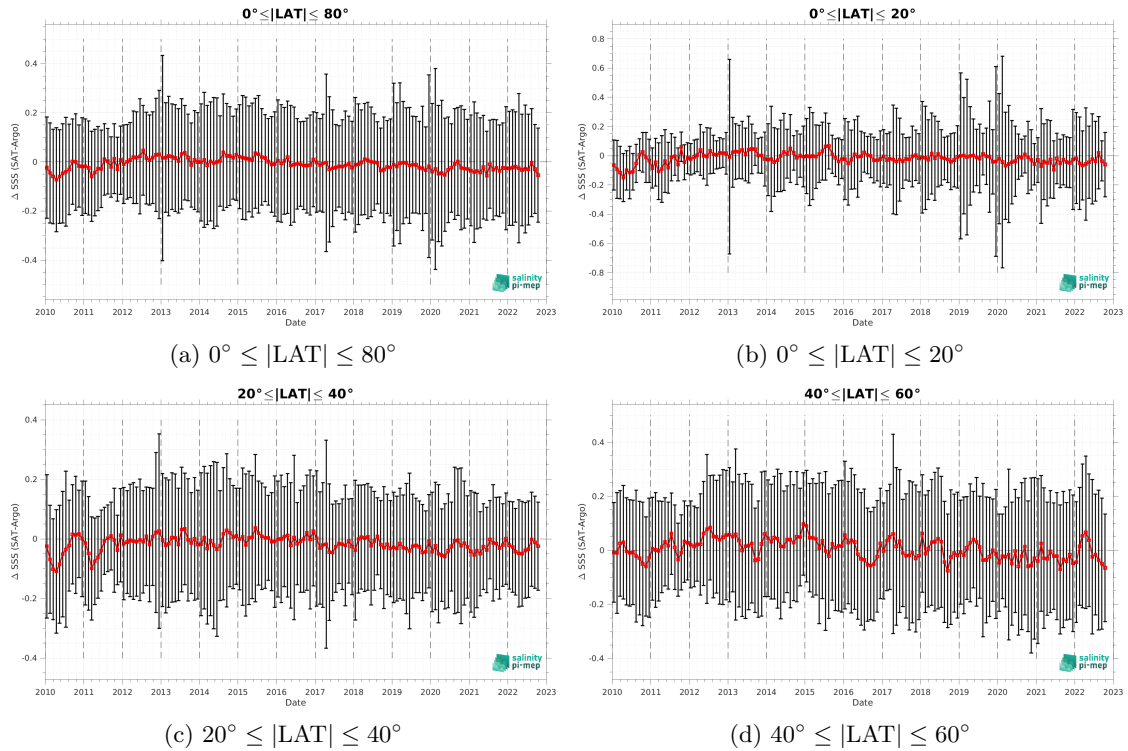 0°≤|LAT|≤ 80°
Δ SSS (SAT-Argo)
0.4
0.2
0
-0.2
-0.4
2010 2011 2012 2013 2014 2015 2016 2017 2018 2019 2020 2021 2022 2023
Date
salinity
pi-mep
(a) 0° ≤ |LAT| ≤ 80°
0°≤|LAT|≤ 20°
Δ SSS (SAT-Argo)
0.8
0.6
0.4
0.2
0
-0.2
-0.4
-0.6
-0.8
2010 2011 2012 2013 2014 2015 2016 2017 2018 2019 2020 2021 2022 2023
Date
salinity
pi-mep
(b) 0° ≤ |LAT| ≤ 20°
20°≤|LAT|≤ 40°
Δ SSS (SAT-Argo)
0.4
0.2
0
-0.2
-0.4
2010 2011 2012 2013 2014 2015 2016 2017 2018 2019 2020 2021 2022 2023
Date
salinity
pi-mep
(c) 20° ≤ |LAT| ≤ 40°
40°≤|LAT|≤ 60°
Δ SSS (SAT-Argo)
0.4
0.2
0
-0.2
-0.4
2010 2011 2012 2013 2014 2015 2016 2017 2018 2019 2020 2021 2022 2023
Date
salinity
pi-mep
(d) 40° ≤ |LAT| ≤ 60°